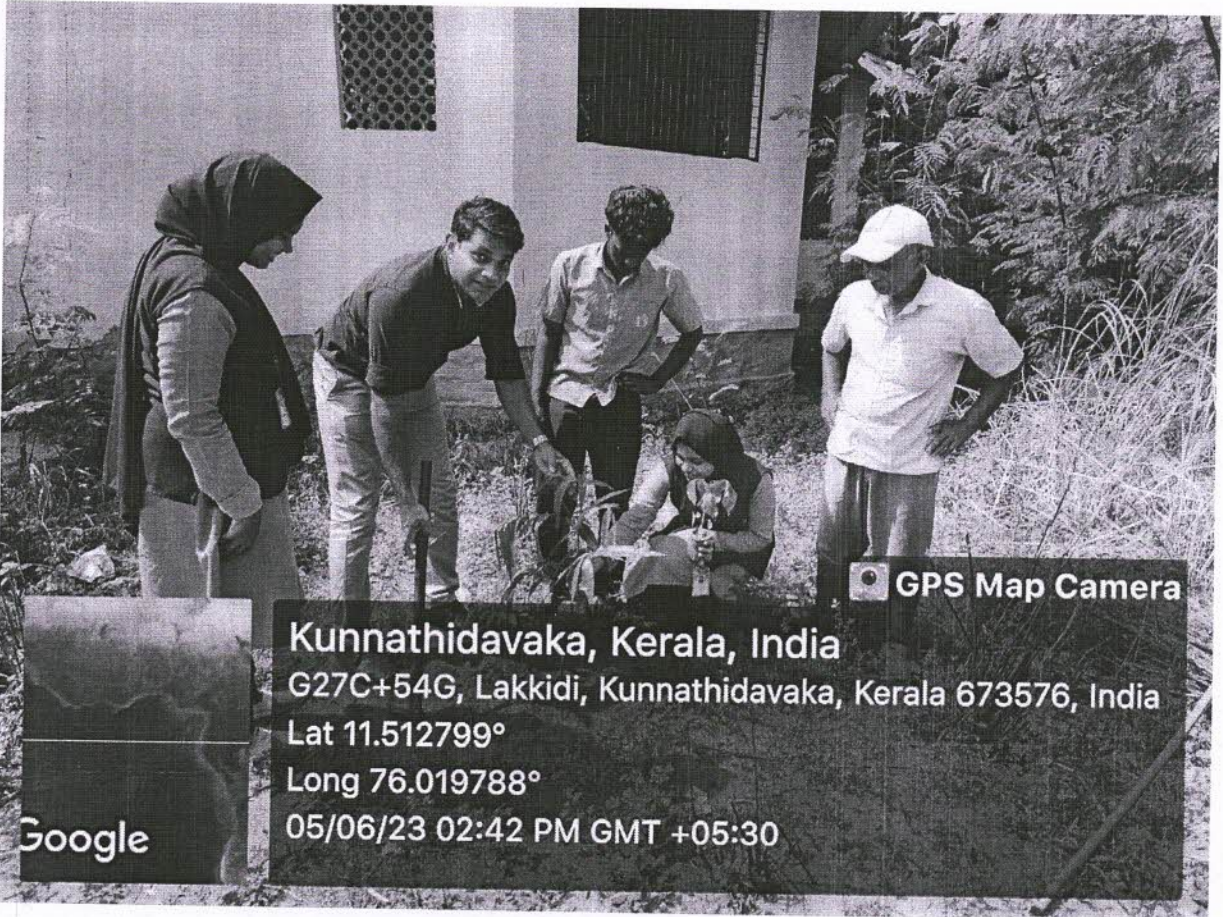 GPS Map Camera
Kunnathidavaka, Kerala, India
G27C+54G, Lakkidi, Kunnathidavaka, Kerala 673576, India
Lat 11.512799°
Long 76.019788°
05/06/23 02:42 PM GMT +05:30
Google